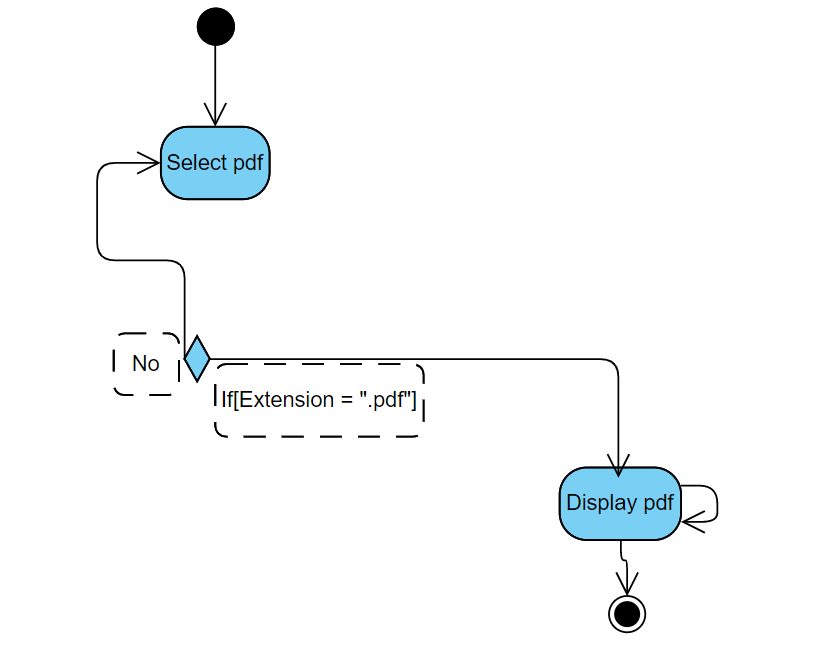 Select pdf
No
If[Extension = ".pdf"]
Display pdf